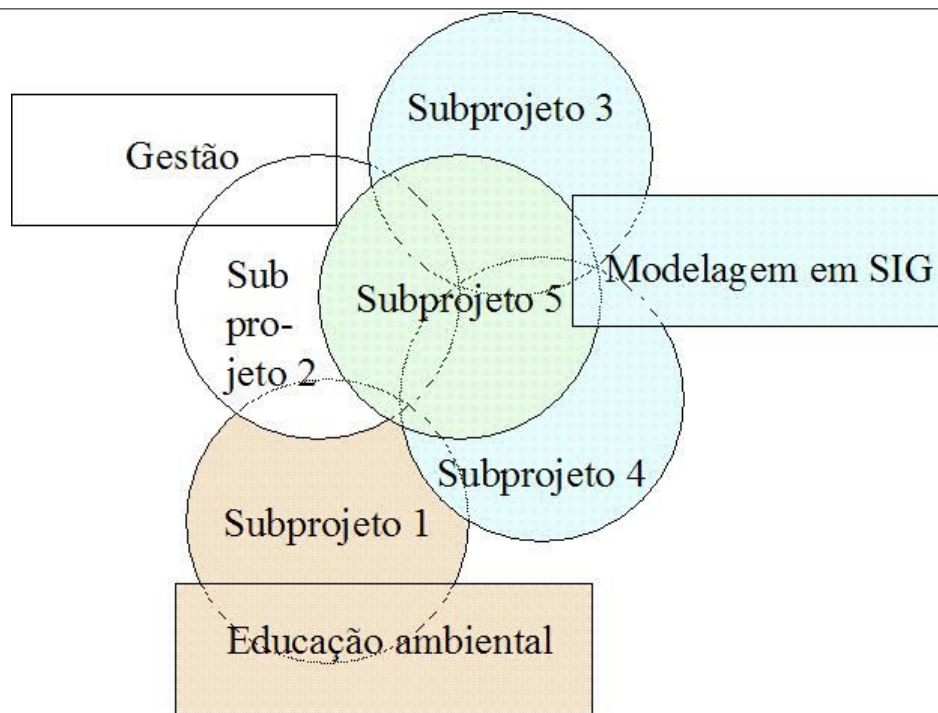 Subprojeto 3
Gestão
Modelagem em SIG
Sub
pro-
jeto 2
Subprojeto 5
Subprojeto 4
Subprojeto 1
Educação ambiental